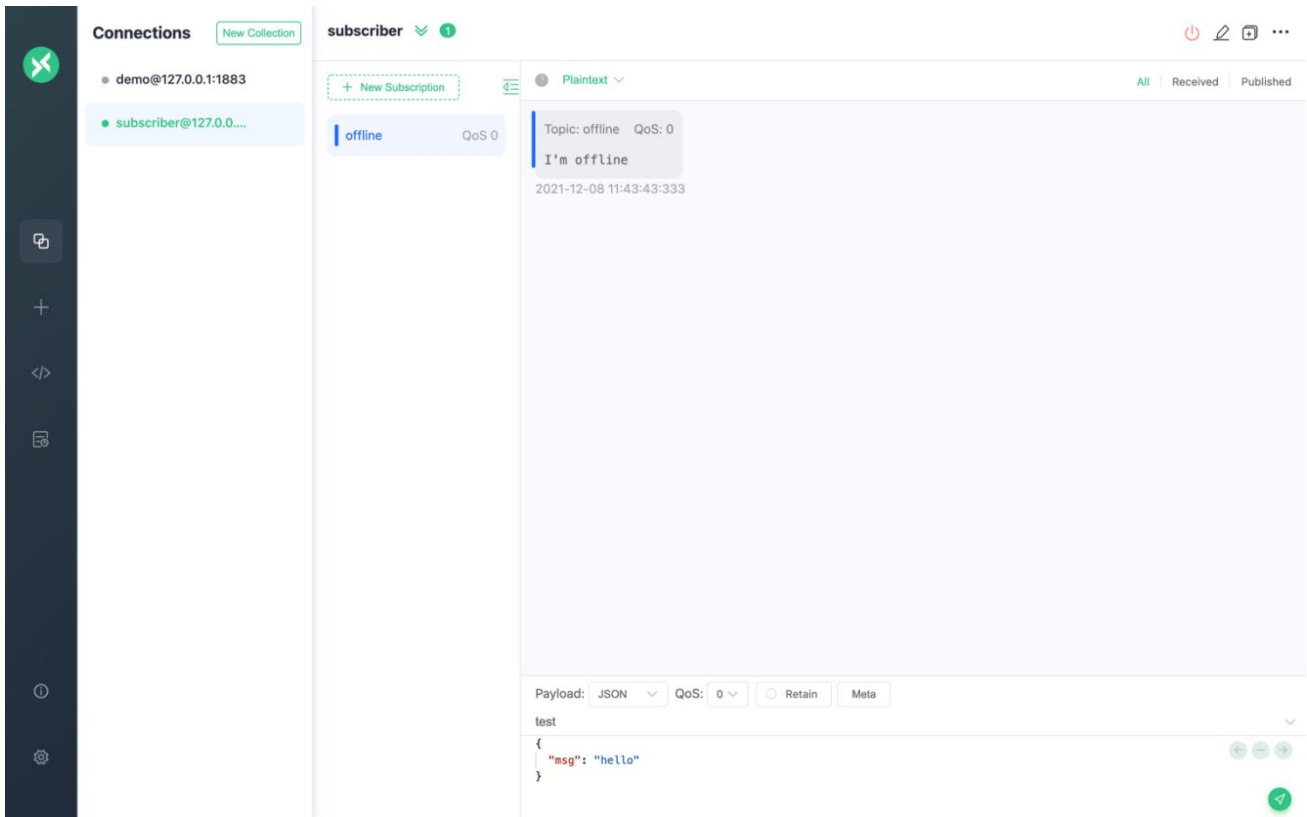 Connections
New Collection
demo@127.0.0.1:1883
subscriber@127.0.0....
subscriber 1
+ New Subscription
offline QoS 0
Plaintext
All Received Published
Topic: offline QoS: 0
I'm offline
2021-12-08 11:43:43:333
Payload: JSON QoS: 0 Retain Meta
test
{
"msg": "hello"
}